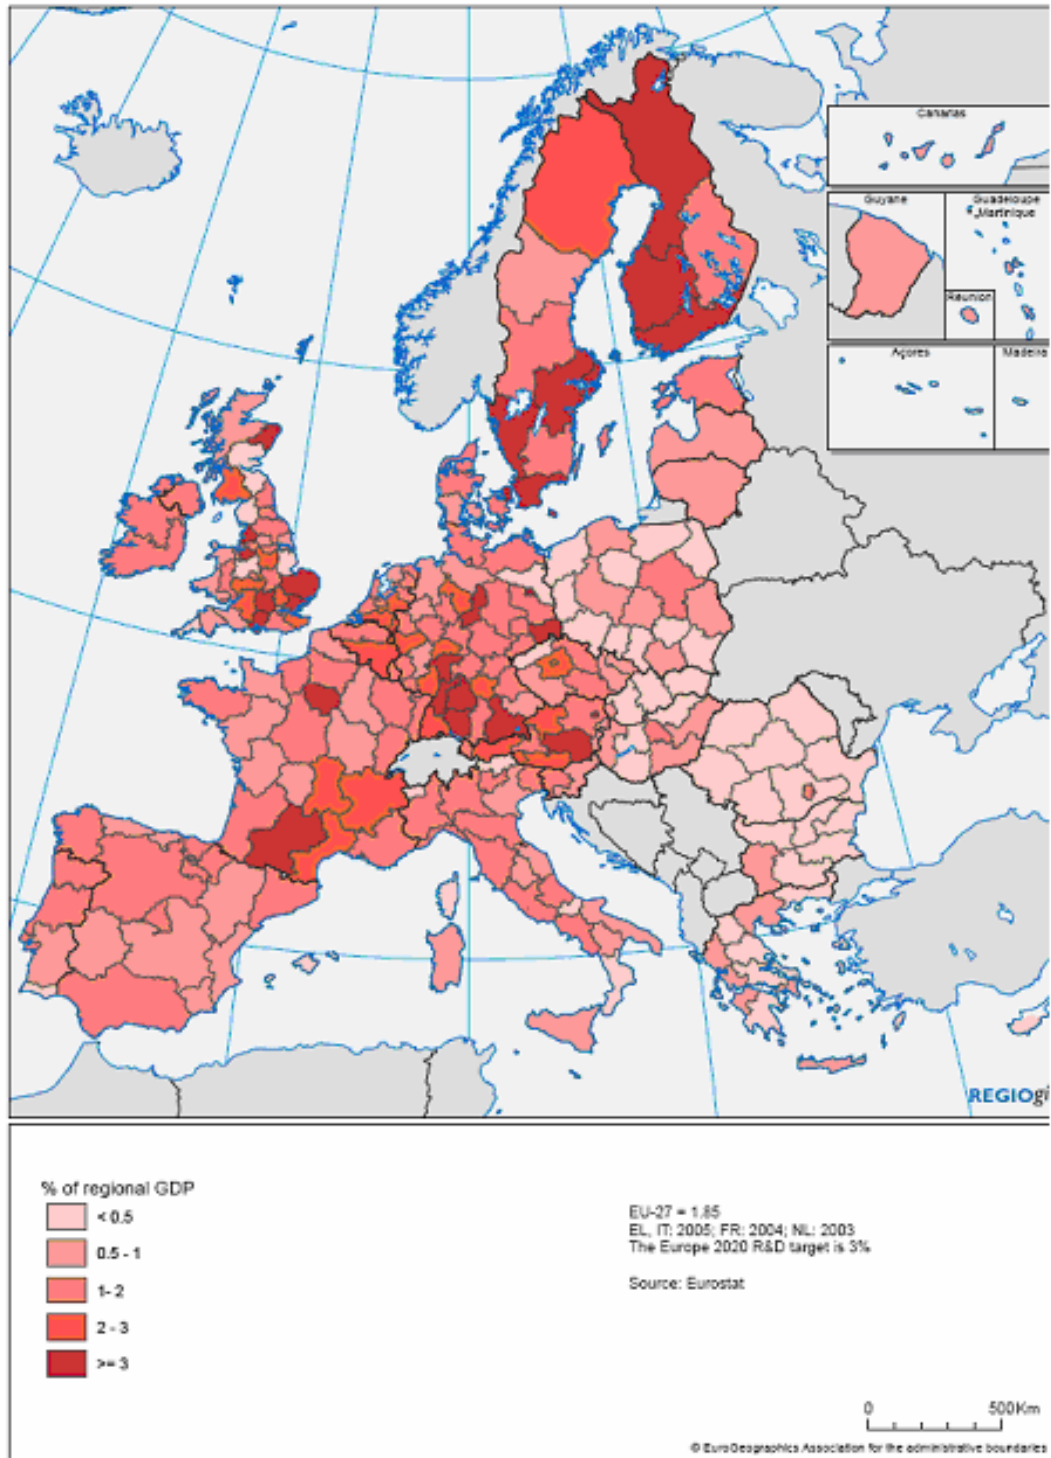 Canarias
Guyane
Guadeloupe
Martinique
Réunion
Açores
Madeira
REGIOgi
% of regional GDP
< 0.5
0.5 - 1
1- 2
2 - 3
>= 3
EU-27 = 1.85
EL, IT: 2005; FR: 2004; NL: 2003
The Europe 2020 R&D target is 3%
Source: Eurostat
0 500Km
© EuroGeographics Association for the administrative boundaries